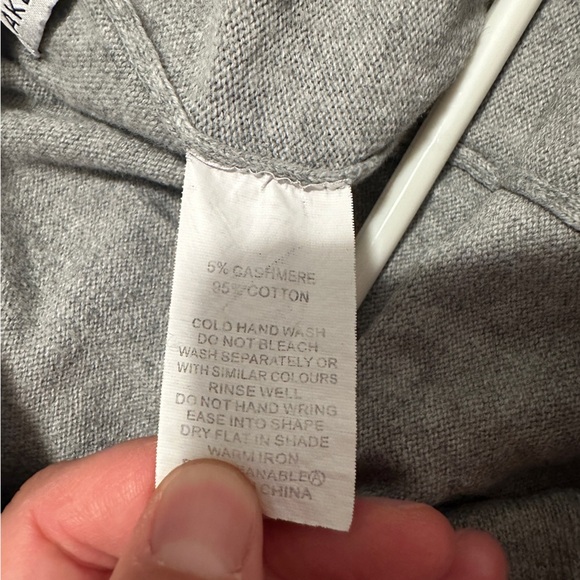 5% CASHMERE
95% COTTON
COLD HAND WASH
DO NOT BLEACH
WASH SEPARATELY OR
WITH SIMILAR COLOURS
RINSE WELL
DO NOT HAND WRING
EASE INTO SHAPE
DRY FLAT IN SHADE
WARM IRON
Ⓐ
CHINA